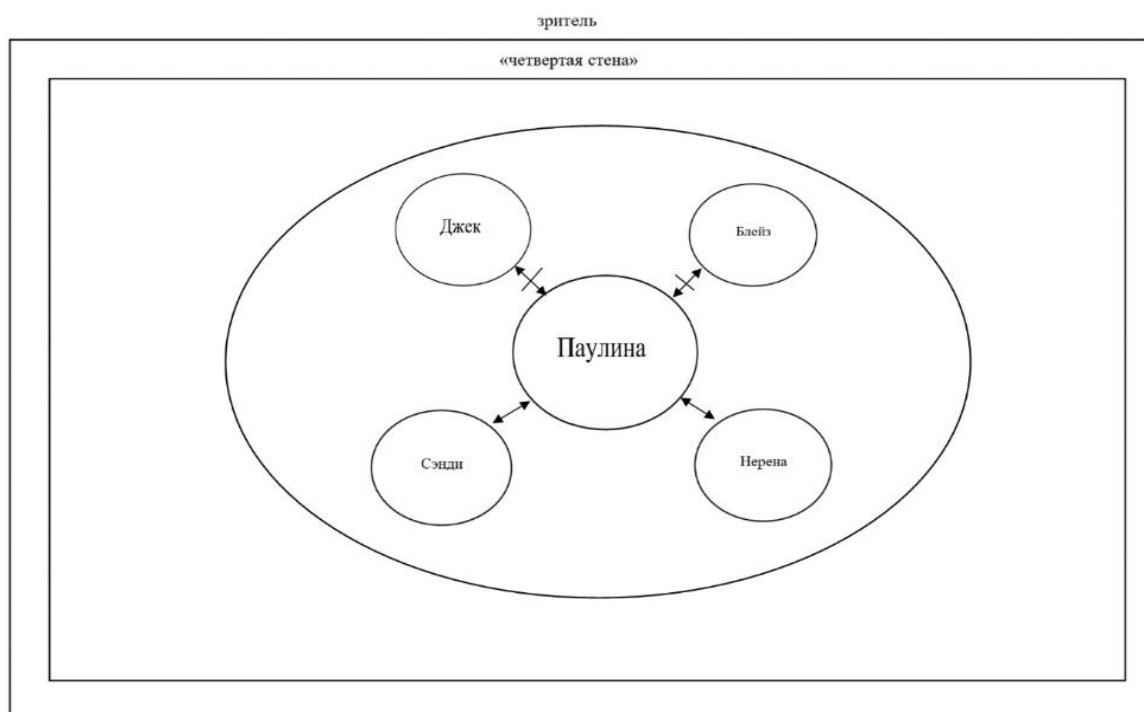 зритель
«четвертая стена»
Джек
Блейз
Паулина
Сэнди
Нерена